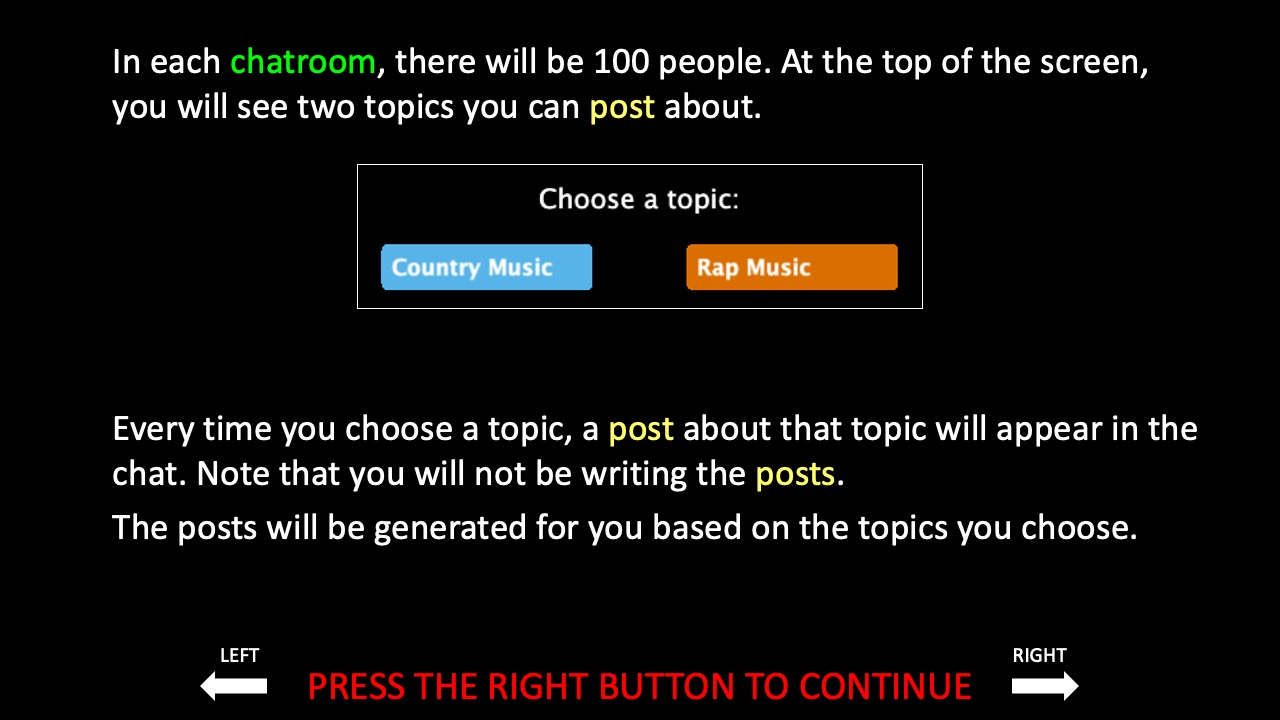 In each chatroom, there will be 100 people. At the top of the screen,
you will see two topics you can post about.
Choose a topic:
Country Music
Rap Music
Every time you choose a topic, a post about that topic will appear in the
chat. Note that you will not be writing the posts.
The posts will be generated for you based on the topics you choose.
LEFT
RIGHT
PRESS THE RIGHT BUTTON TO CONTINUE